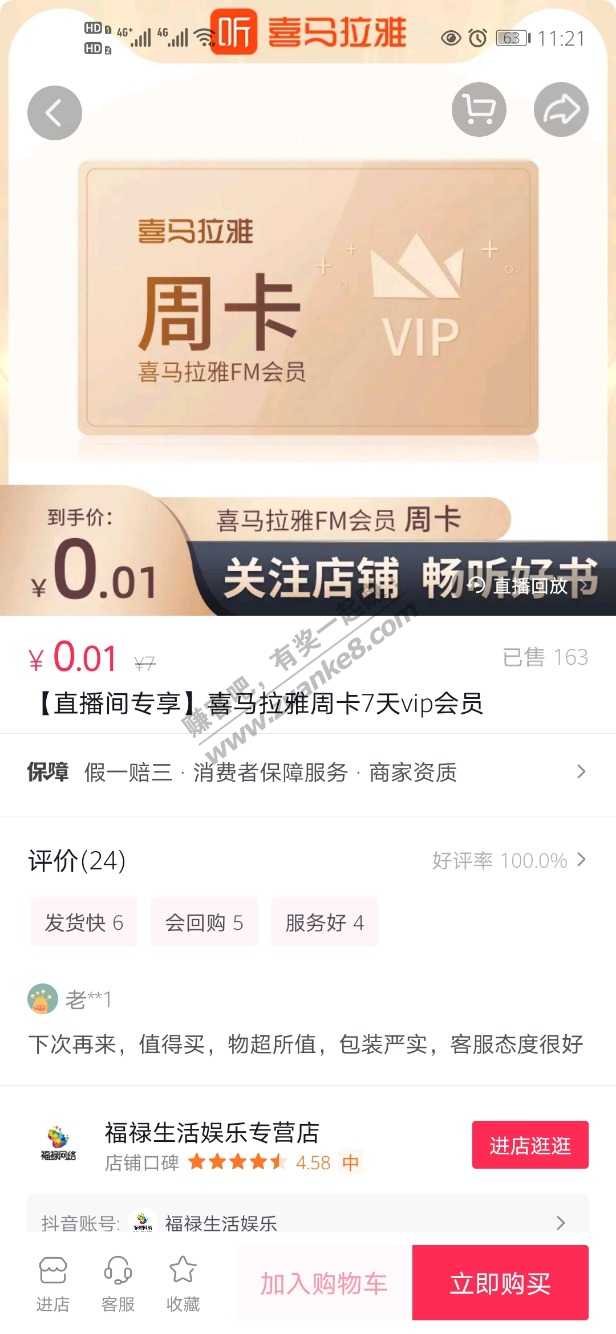 HD 4G+ 4G 63 11:21
HD 2
听 喜马拉雅
喜马拉雅
周卡
喜马拉雅FM会员
VIP
到手价：
¥0.01
喜马拉雅FM会员 周卡
关注店铺 畅听好书
直播回放
¥0.01 ¥7
已售 163
【直播间专享】喜马拉雅周卡7天vip会员
赚客吧，有奖一起赚
www.zuanke8.com
保障 假一赔三 · 消费者保障服务 · 商家资质
评价(24)
好评率 100.0%
发货快 6 会回购 5 服务好 4
老**1
下次再来，值得买，物超所值，包装严实，客服态度很好
福禄网络
福禄生活娱乐专营店
店铺口碑 4.58 中
进店逛逛
抖音账号: 福禄生活娱乐
进店 客服 收藏
加入购物车
立即购买